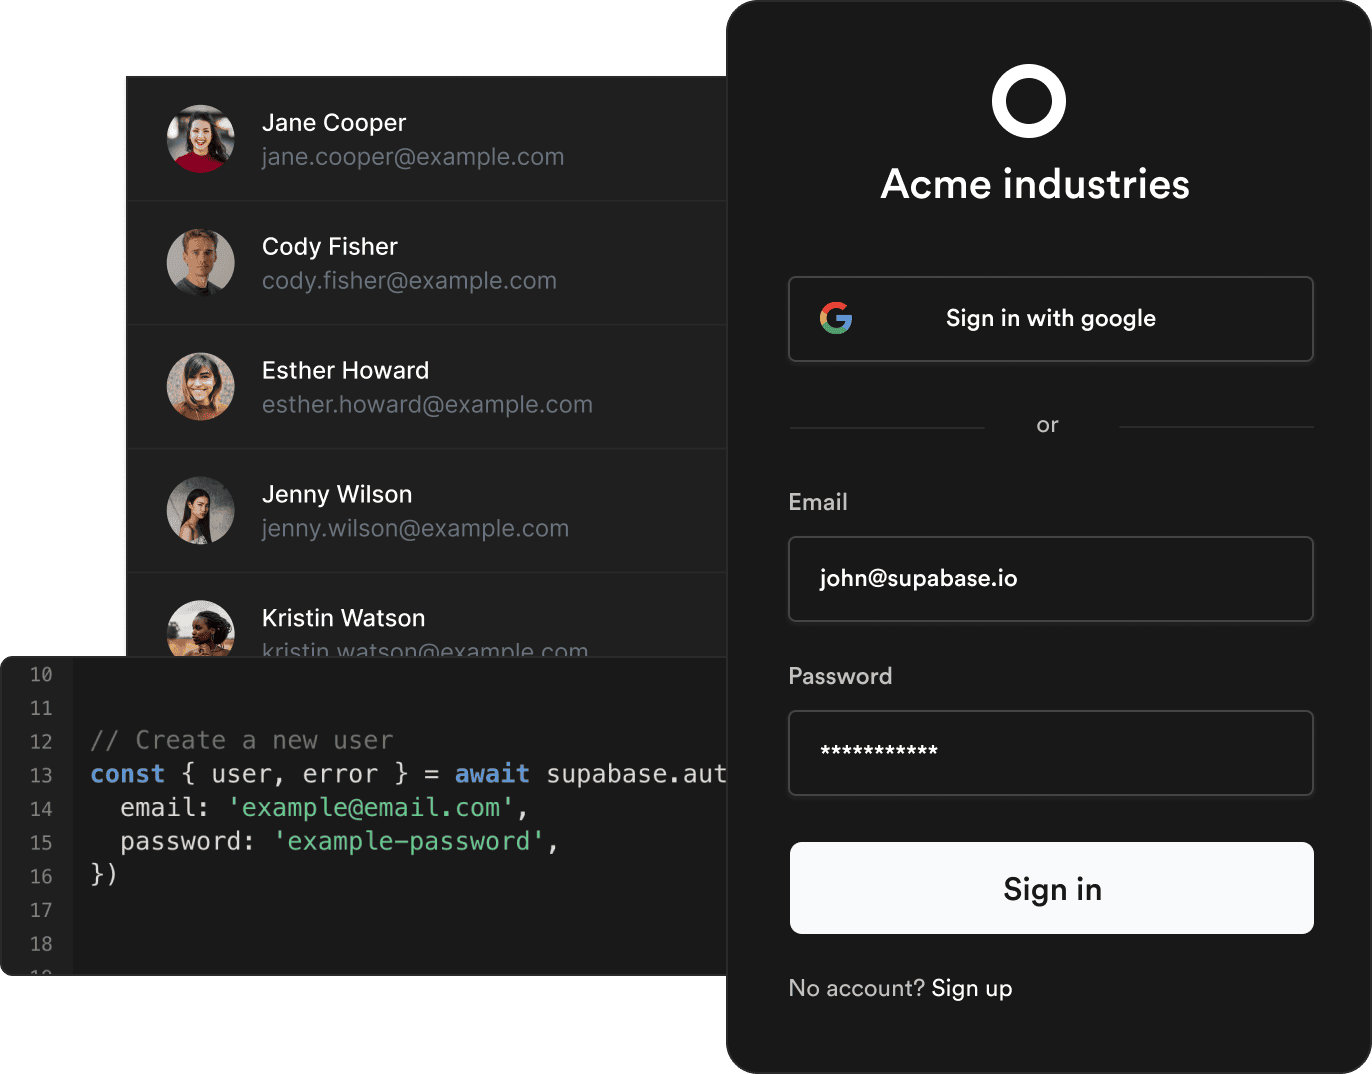 Jane Cooper
jane.cooper@example.com
Cody Fisher
cody.fisher@example.com
Esther Howard
esther.howard@example.com
Jenny Wilson
jenny.wilson@example.com
Kristin Watson
kristin.watson@example.com
10
11
12 // Create a new user
13 const { user, error } = await supabase.aut
14 email: 'example@email.com',
15 password: 'example-password',
16 })
17
18
Acme industries
Sign in with google
or
Email
john@supabase.io
Password
***********
Sign in
No account? Sign up